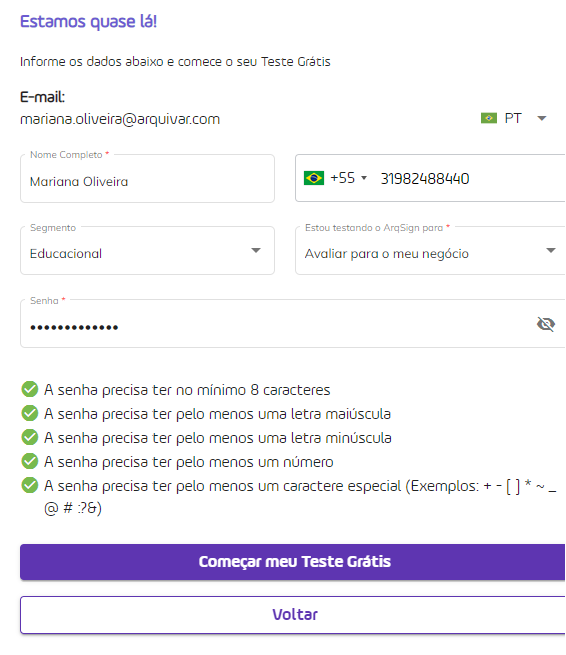 Estamos quase lá!
Informe os dados abaixo e comece o seu Teste Grátis
E-mail:
mariana.oliveira@arquivar.com
PT
Nome Completo *
Mariana Oliveira
+55 31982488440
Segmento
Educacional
Estou testando o ArqSign para *
Avaliar para o meu negócio
Senha *
•••••••••••••
A senha precisa ter no mínimo 8 caracteres
A senha precisa ter pelo menos uma letra maiúscula
A senha precisa ter pelo menos uma letra minúscula
A senha precisa ter pelo menos um número
A senha precisa ter pelo menos um caractere especial (Exemplos: + - [ ] * ~ _
@ # :?&)
Começar meu Teste Grátis
Voltar